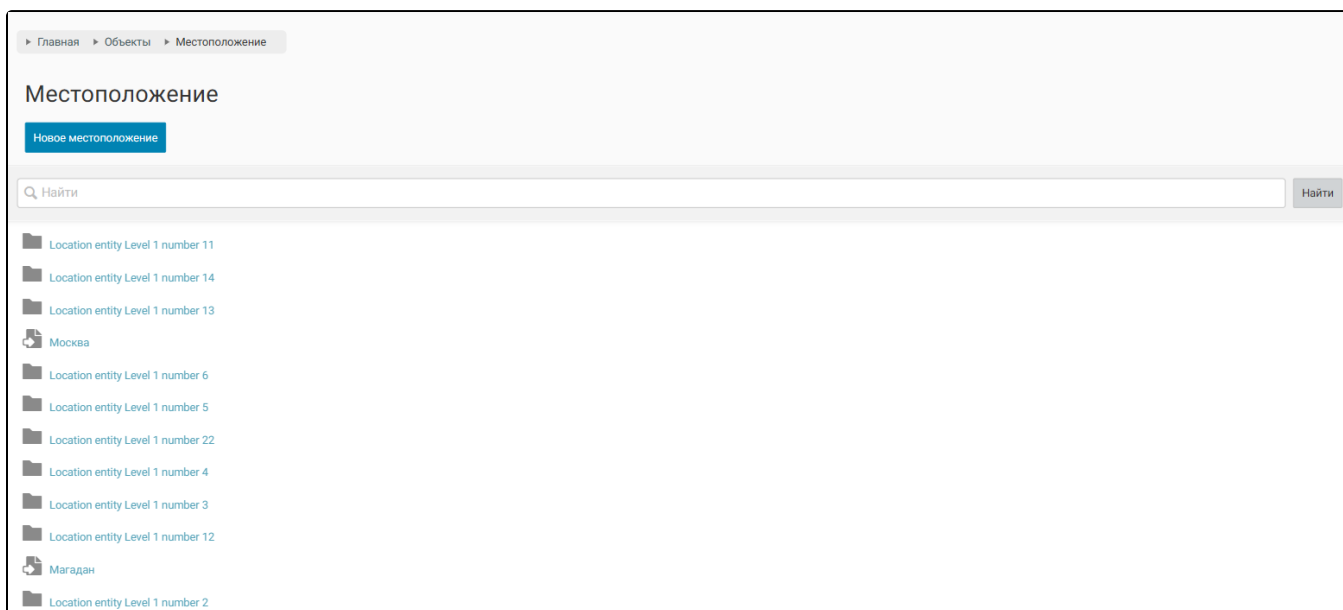 Главная Объекты Местоположение
Местоположение
Новое местоположение
Найти Найти
Location entity Level 1 number 11
Location entity Level 1 number 14
Location entity Level 1 number 13
Москва
Location entity Level 1 number 6
Location entity Level 1 number 5
Location entity Level 1 number 22
Location entity Level 1 number 4
Location entity Level 1 number 3
Location entity Level 1 number 12
Магадан
Location entity Level 1 number 2